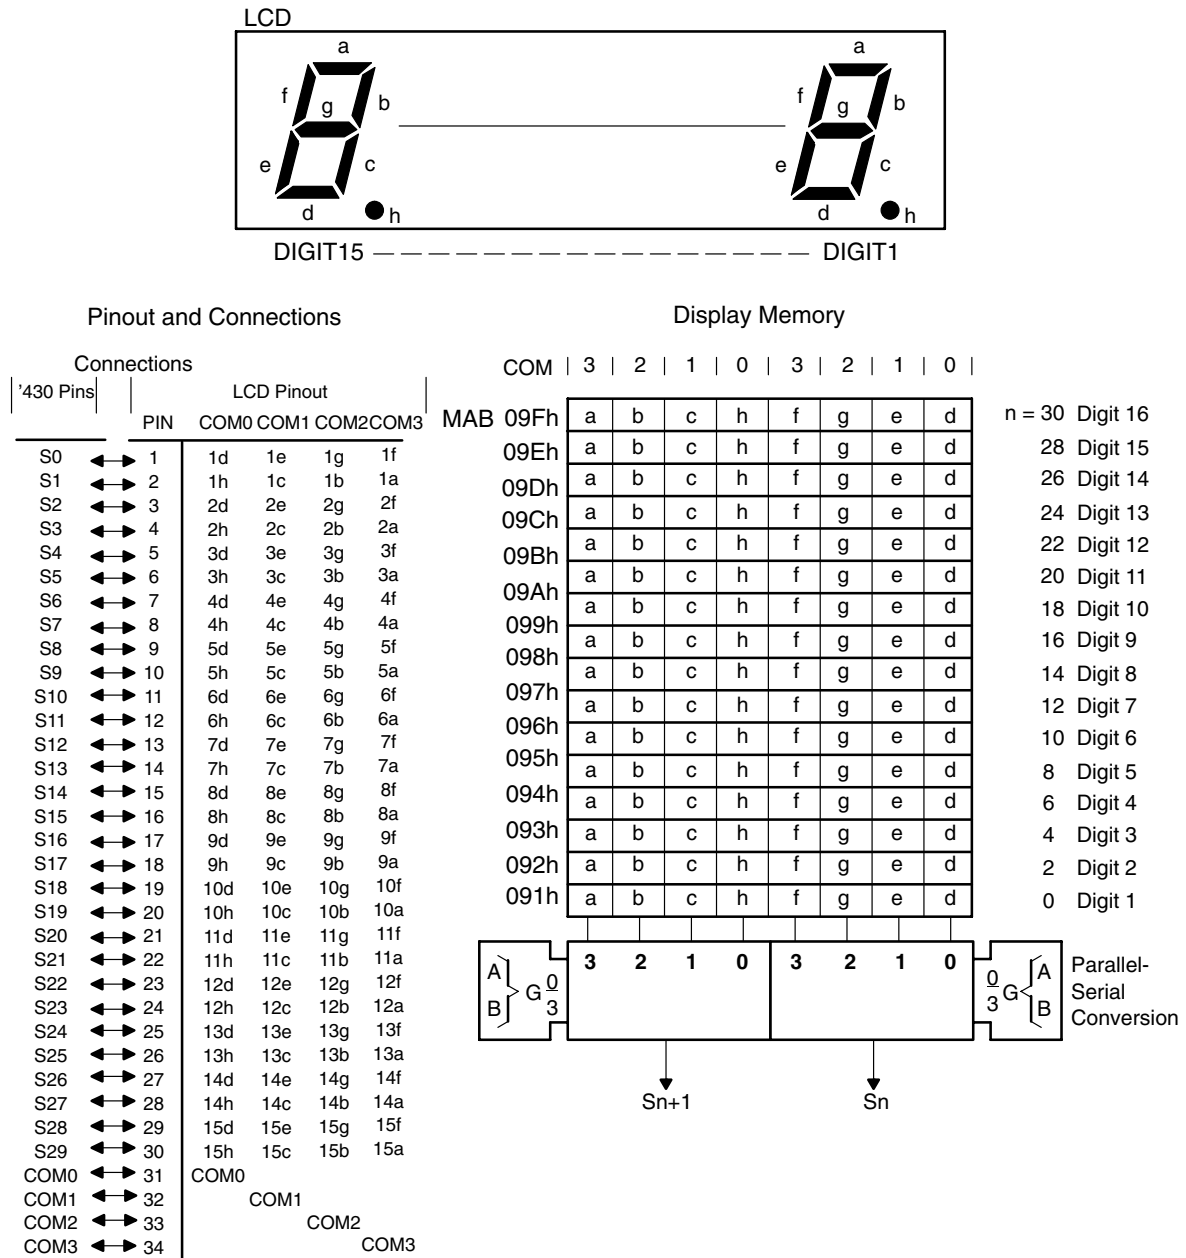 LCD
a a
f g b f g b
e c e c
d h d h
DIGIT15 DIGIT1
Pinout and Connections
Connections
'430 Pins LCD Pinout
PIN COM0 COM1 COM2 COM3
S0 1 1d 1e 1g 1f
S1 2 1h 1c 1b 1a
S2 3 2d 2e 2g 2f
S3 4 2h 2c 2b 2a
S4 5 3d 3e 3g 3f
S5 6 3h 3c 3b 3a
S6 7 4d 4e 4g 4f
S7 8 4h 4c 4b 4a
S8 9 5d 5e 5g 5f
S9 10 5h 5c 5b 5a
S10 11 6d 6e 6g 6f
S11 12 6h 6c 6b 6a
S12 13 7d 7e 7g 7f
S13 14 7h 7c 7b 7a
S14 15 8d 8e 8g 8f
S15 16 8h 8c 8b 8a
S16 17 9d 9e 9g 9f
S17 18 9h 9c 9b 9a
S18 19 10d 10e 10g 10f
S19 20 10h 10c 10b 10a
S20 21 11d 11e 11g 11f
S21 22 11h 11c 11b 11a
S22 23 12d 12e 12g 12f
S23 24 12h 12c 12b 12a
S24 25 13d 13e 13g 13f
S25 26 13h 13c 13b 13a
S26 27 14d 14e 14g 14f
S27 28 14h 14c 14b 14a
S28 29 15d 15e 15g 15f
S29 30 15h 15c 15b 15a
COM0 31 COM0
COM1 32 COM1
COM2 33 COM2
COM3 34 COM3
Display Memory
COM 3 2 1 0 3 2 1 0
MAB 09Fh a b c h f g e d n = 30 Digit 16
09Eh a b c h f g e d 28 Digit 15
09Dh a b c h f g e d 26 Digit 14
09Ch a b c h f g e d 24 Digit 13
09Bh a b c h f g e d 22 Digit 12
09Ah a b c h f g e d 20 Digit 11
099h a b c h f g e d 18 Digit 10
098h a b c h f g e d 16 Digit 9
097h a b c h f g e d 14 Digit 8
096h a b c h f g e d 12 Digit 7
095h a b c h f g e d 10 Digit 6
094h a b c h f g e d 8 Digit 5
093h a b c h f g e d 6 Digit 4
092h a b c h f g e d 4 Digit 3
091h a b c h f g e d 2 Digit 2
a b c h f g e d 0 Digit 1
A B G 0 3 3 2 1 0 3 2 1 0 0 3 G A B
Parallel-
Serial
Conversion
Sn+1 Sn